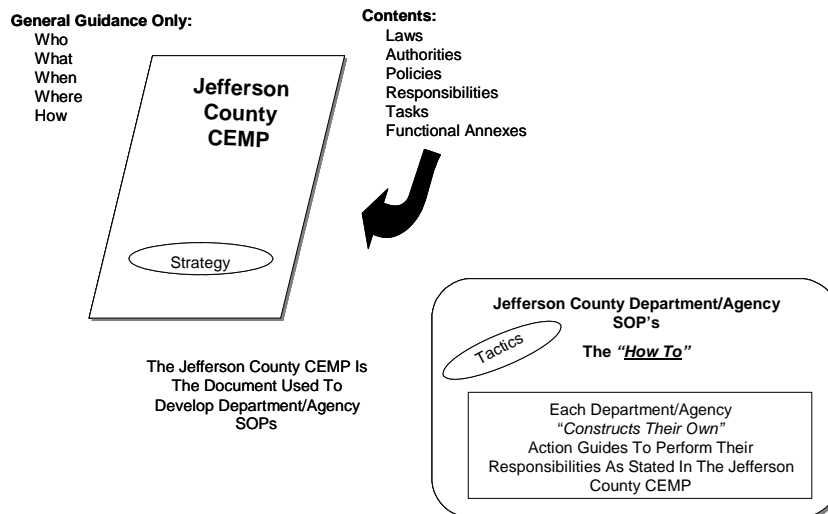 General Guidance Only:
Who
What
When
Where
How
Contents:
Laws
Authorities
Policies
Responsibilities
Tasks
Functional Annexes
Jefferson
County
CEMP
Strategy
The Jefferson County CEMP Is
The Document Used To
Develop Department/Agency
SOPs
Jefferson County Department/Agency
SOP's
Tactics
The "How To"
Each Department/Agency
"Constructs Their Own"
Action Guides To Perform Their
Responsibilities As Stated In The Jefferson
County CEMP